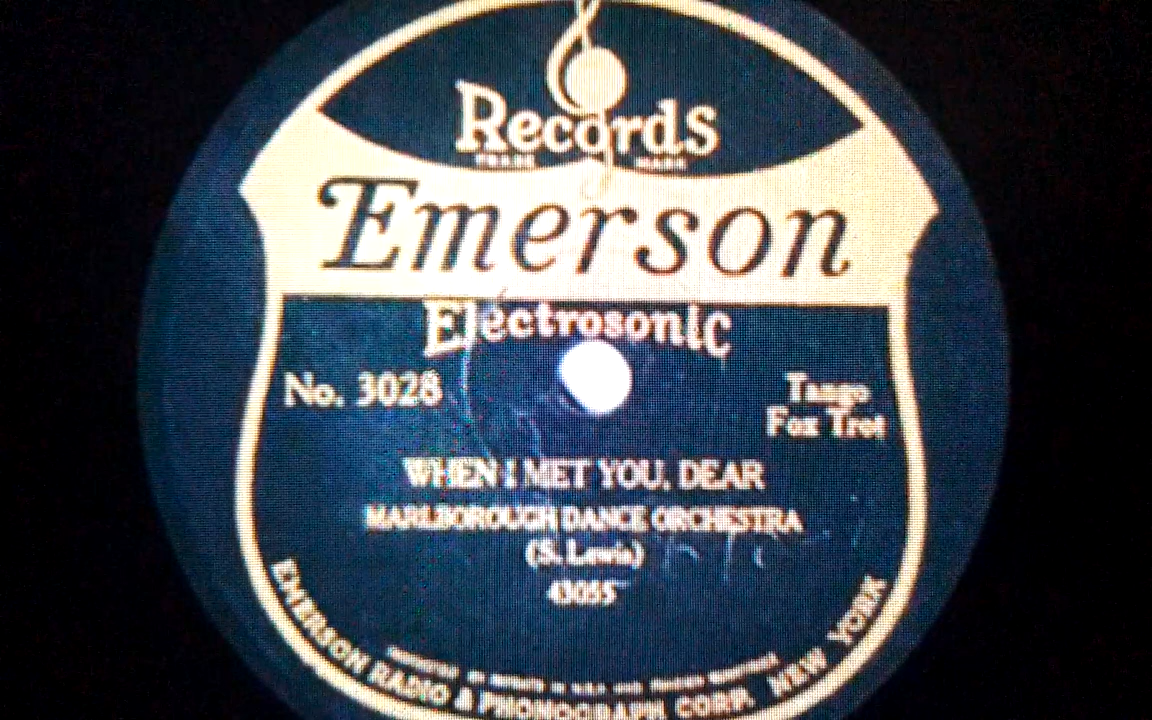 Records
TRADE MARK
Emerson
Electrosonic
No. 3028
Tango
Fox Trot
WHEN I MET YOU, DEAR
MARLBOROUGH DANCE ORCHESTRA
(S. Lewis)
43055
EMERSON RADIO & PHONOGRAPH CORP. NEW YORK